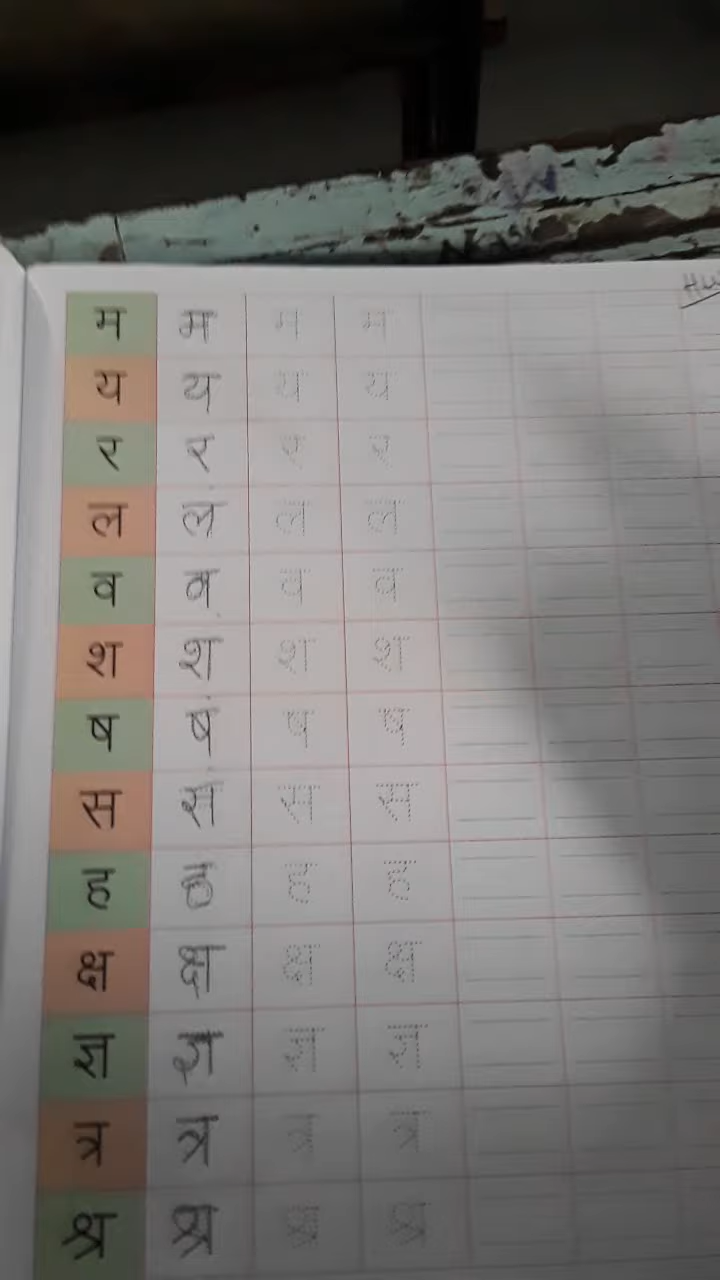 म म म म
य य य य
र र र र
ल ल ल ल
व व व व
श श श श
ष ष ष ष
स स स स
ह ह ह ह
क्ष क्ष क्ष क्ष
ज्ञ ज्ञ ज्ञ ज्ञ
त्र त्र त्र त्र
श्र श्र श्र श्र